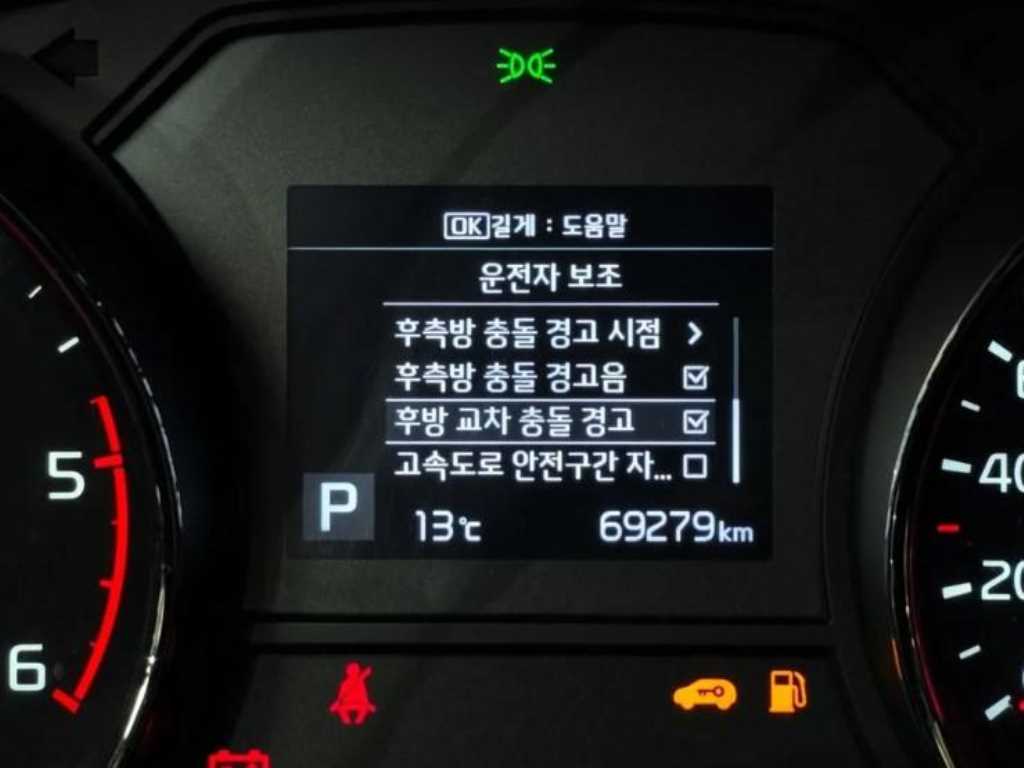 OK길게 : 도움말
운전자 보조
후측방 충돌 경고 시점
후측방 충돌 경고음
후방 교차 충돌 경고
고속도로 안전구간 자...
P
13℃
69279km
5
6
40
20